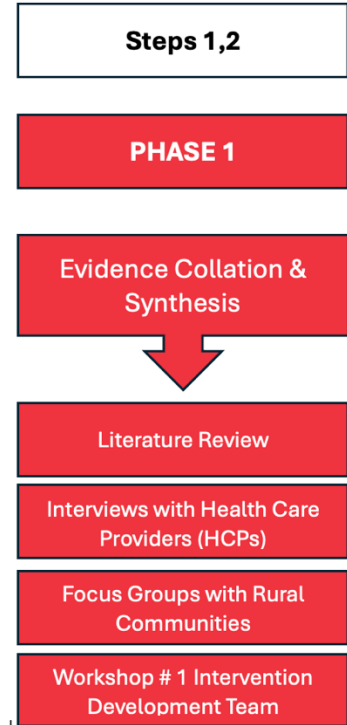 Steps 1,2
PHASE 1
Evidence Collation &
Synthesis
Literature Review
Interviews with Health Care
Providers (HCPs)
Focus Groups with Rural
Communities
Workshop # 1 Intervention
Development Team